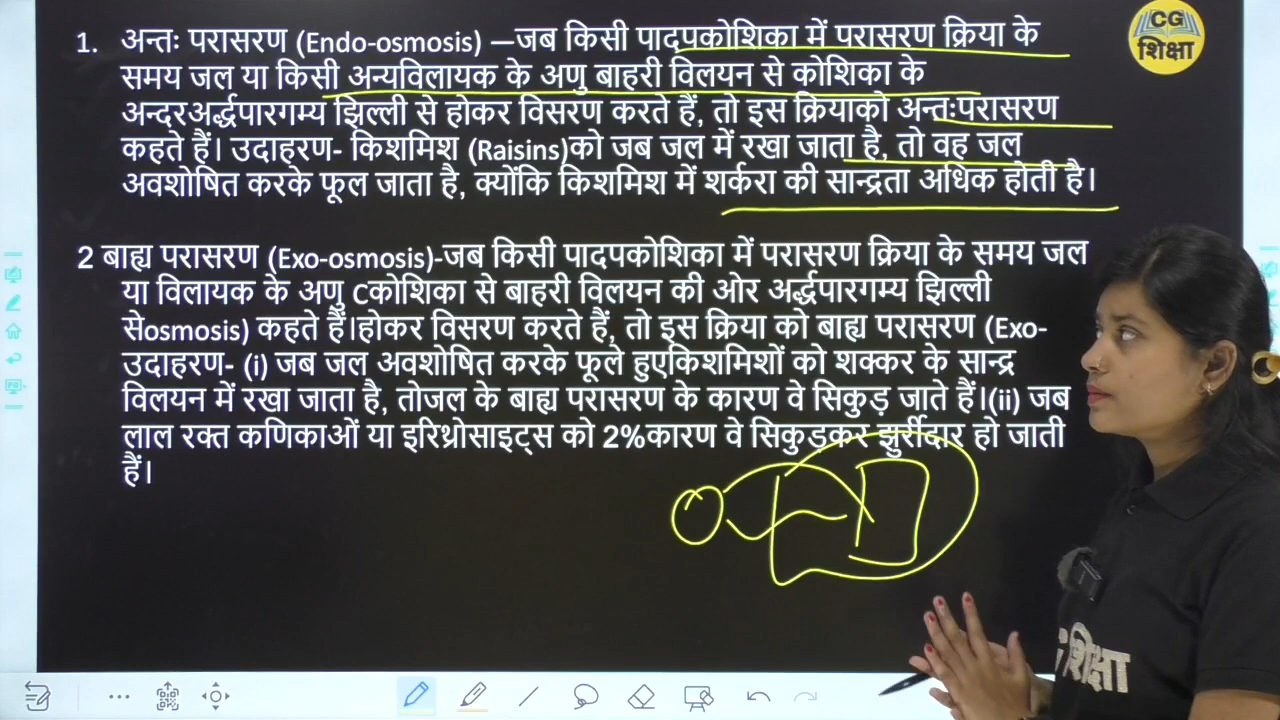 CG
शिक्षा
1. अन्तः परासरण (Endo-osmosis) –जब किसी पादपकोशिका में परासरण क्रिया के
समय जल या किसी अन्यविलायक के अणु बाहरी विलयन से कोशिका के
अन्दरअर्द्धपारगम्य झिल्ली से होकर विसरण करते हैं, तो इस क्रियाको अन्तःपरासरण
कहते हैं। उदाहरण- किशमिश (Raisins)को जब जल में रखा जाता है, तो वह जल
अवशोषित करके फूल जाता है, क्योंकि किशमिश में शर्करा की सान्द्रता अधिक होती है।
2 बाह्य परासरण (Exo-osmosis)-जब किसी पादपकोशिका में परासरण क्रिया के समय जल
या विलायक के अणु cकोशिका से बाहरी विलयन की ओर अर्द्धपारगम्य झिल्ली
सेosmosis) कहते हैं।होकर विसरण करते हैं, तो इस क्रिया को बाह्य परासरण (Exo-
उदाहरण- (i) जब जल अवशोषित करके फूले हुएकिशमिशों को शक्कर के सान्द्र
विलयन में रखा जाता है, तोजल के बाह्य परासरण के कारण वे सिकुड़ जाते हैं।(ii) जब
लाल रक्त कणिकाओं या इरिथ्रोसाइट्स को 2%कारण वे सिकुड़कर झुर्रीदार हो जाती
हैं।
शिक्षा